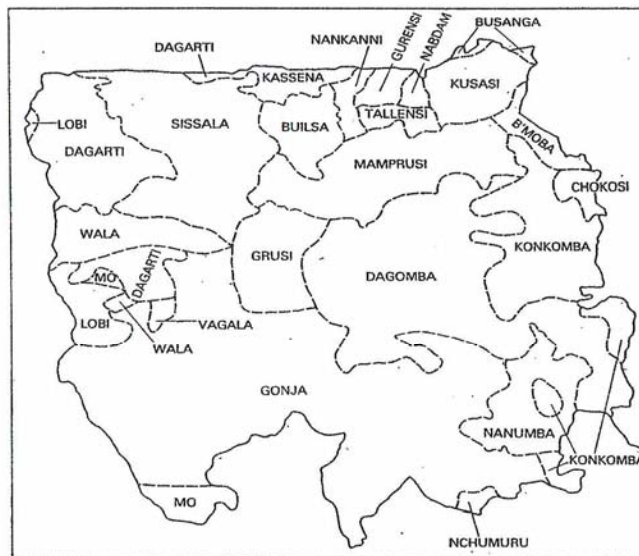 BUSANGA
GURENSI
NABDAM
NANKANNI
DAGARTI
KASSENA
KUSASI
LOBI
SISSALA
BUILSA
TALLENSI
DAGARTI
B'MOBA
MAMPRUSI
CHOKOSI
WALA
KONKOMBA
GRUSI
DAGOMBA
MO
DAGARTI
LOBI
VAGALA
WALA
GONJA
NANUMBA
KONKOMBA
MO
NCHUMURU